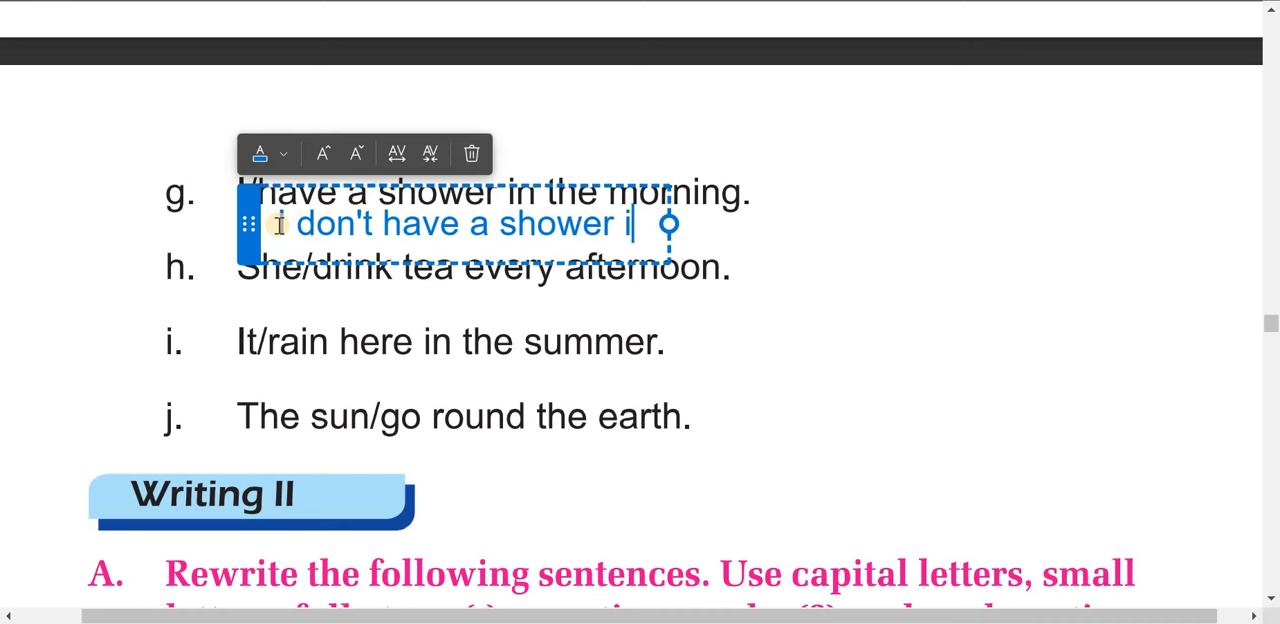 g. I/have a shower in the morning.
i don't have a shower i
h. She/drink tea every afternoon.
i. It/rain here in the summer.
j. The sun/go round the earth.
Writing II
A. Rewrite the following sentences. Use capital letters, small